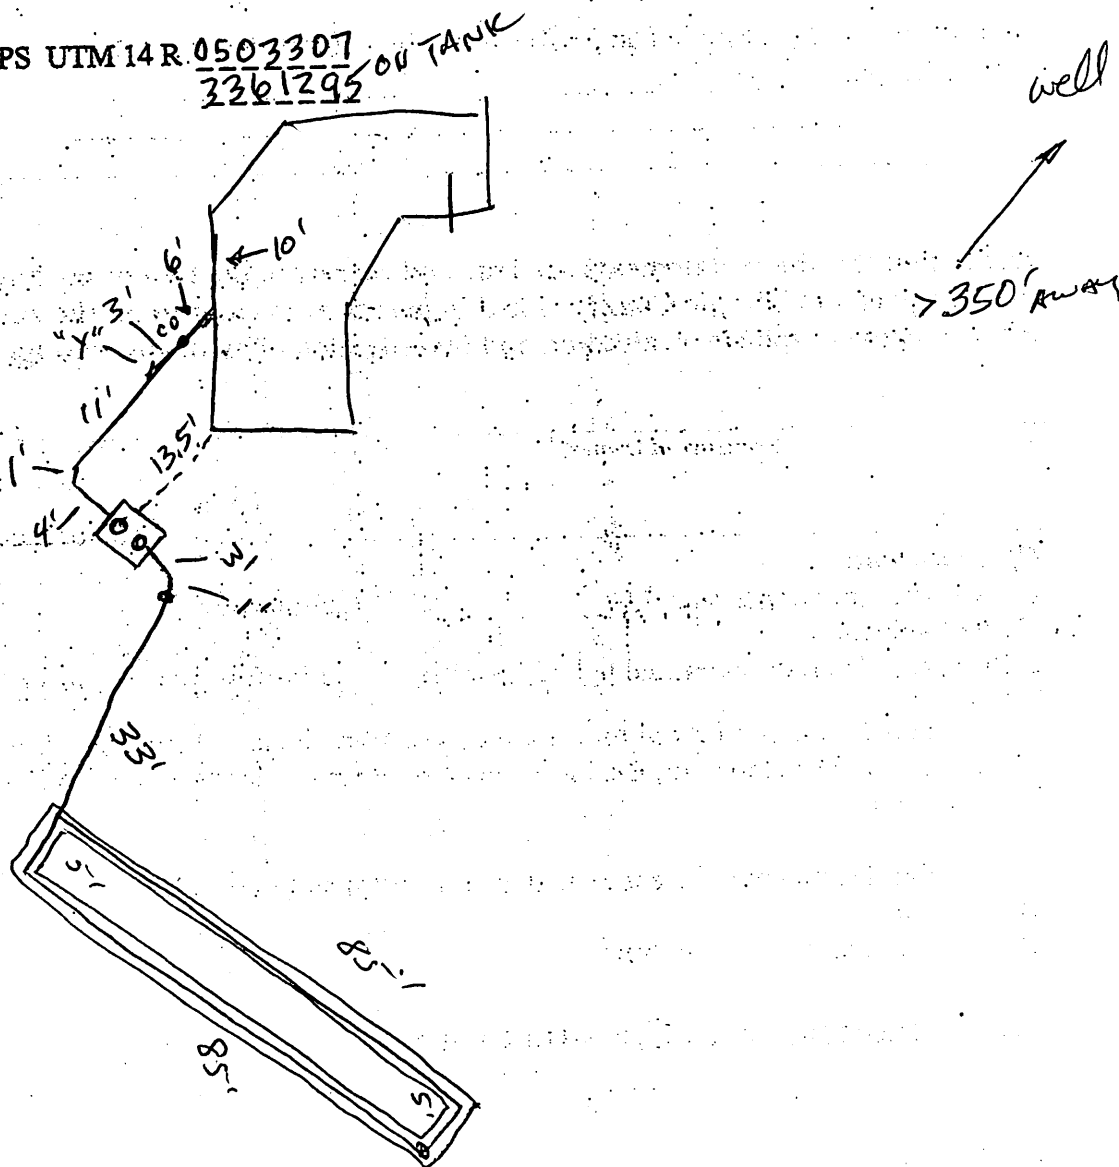 PS UTM 14 R 0503307
3361295 ON TANK
well
>350' AWAY
10'
6'
CO
3'
"Y"
11'
13.5'
1'
4'
3'
1'
33'
5'
85'
85'
5'